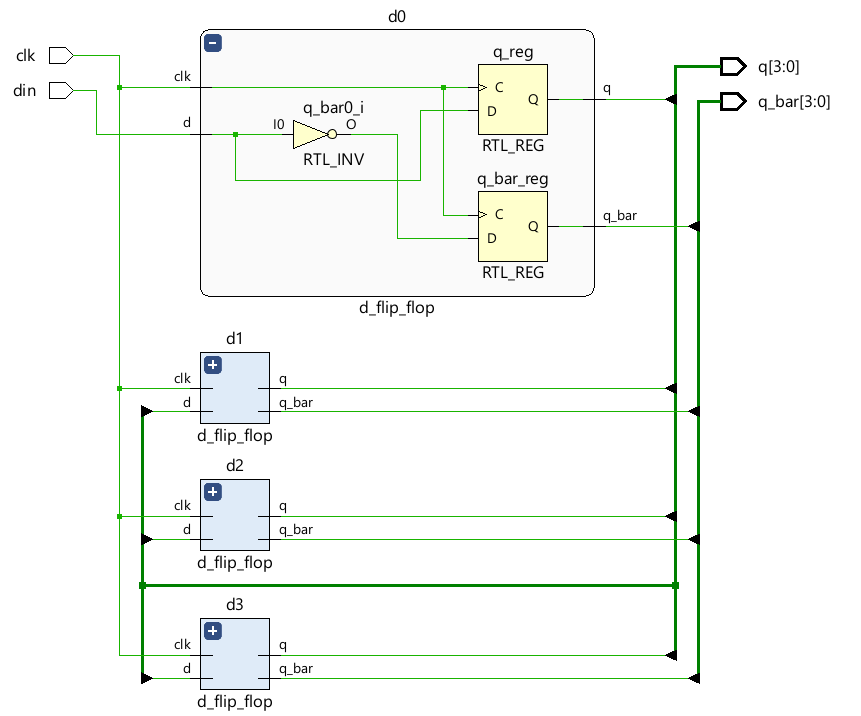 d0
clk
din
q[3:0]
q_bar[3:0]
clk
d
q_bar0_i
I0
O
RTL_INV
q_reg
C
D
Q
RTL_REG
q
q_bar_reg
C
D
Q
RTL_REG
q_bar
d_flip_flop
d1
clk
d
q
q_bar
d_flip_flop
d2
clk
d
q
q_bar
d_flip_flop
d3
clk
d
q
q_bar
d_flip_flop